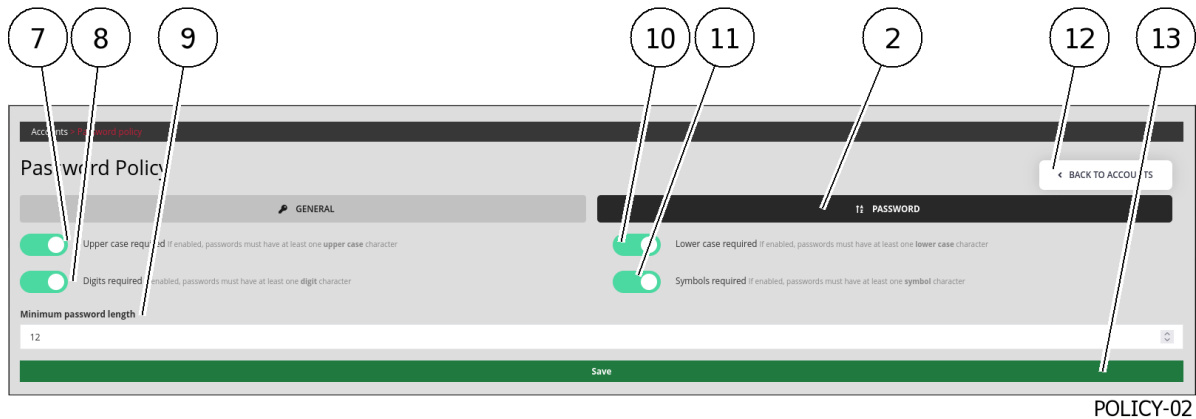 7 8 9 10 11 2 12 13
Accounts > Password policy
Password Policy
BACK TO ACCOUNTS
GENERAL
PASSWORD
Upper case required If enabled, passwords must have at least one upper case character
Lower case required If enabled, passwords must have at least one lower case character
Digits required If enabled, passwords must have at least one digit character
Symbols required If enabled, passwords must have at least one symbol character
Minimum password length
12
Save
POLICY-02